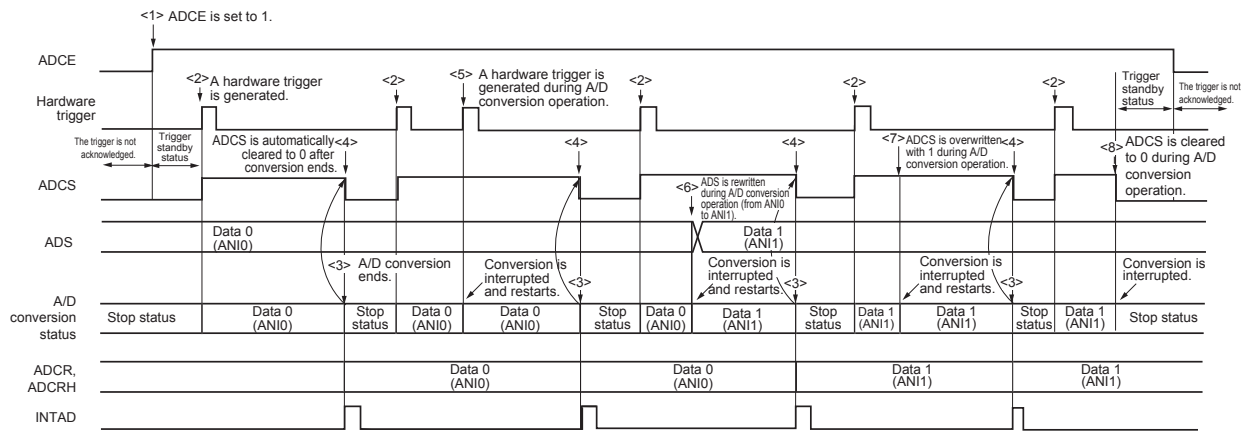 <1> ADCE is set to 1.
ADCE
<2> A hardware trigger
is generated.
<2>
<5> A hardware trigger is
generated during A/D
conversion operation.
<2>
<2>
<2>
Trigger
standby
status
The trigger is not
acknowledged.
Hardware
trigger
The trigger is not
acknowledged.
Trigger
standby
status
ADCS is automatically
cleared to 0 after
conversion ends.
<4>
<4>
<4>
<7> ADCS is overwritten
with 1 during A/D
conversion operation.
<4>
<8> ADCS is cleared
to 0 during A/D
conversion
operation.
ADCS
<6> ADS is rewritten
during A/D conversion
operation (from ANI0
to ANI1).
ADS
Data 0
(ANI0)
Data 1
(ANI1)
<3> A/D conversion
ends.
Conversion is
interrupted
and restarts.
<3>
Conversion is
interrupted
and restarts.
<3>
Conversion is
interrupted
and restarts.
<3>
Conversion is
interrupted.
A/D
conversion
status
Stop status
Data 0
(ANI0)
Stop
status
Data 0
(ANI0)
Data 0
(ANI0)
Stop
status
Data 0
(ANI0)
Data 1
(ANI1)
Stop
status
Data 1
(ANI1)
Data 1
(ANI1)
Stop
status
Data 1
(ANI1)
Stop status
ADCR,
ADCRH
Data 0
(ANI0)
Data 0
(ANI0)
Data 1
(ANI1)
Data 1
(ANI1)
INTAD